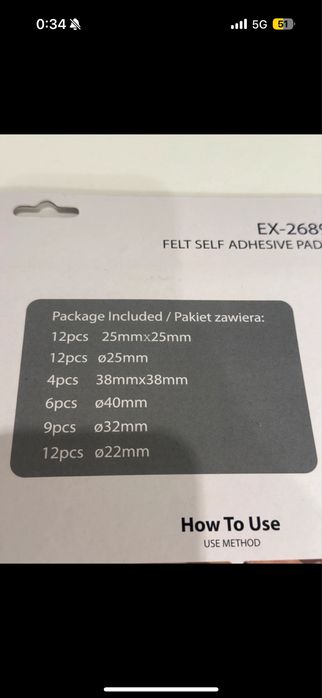 0:34
5G
51
EX-2689
FELT SELF ADHESIVE PAD
Package Included / Pakiet zawiera:
12pcs 25mmx25mm
12pcs ø25mm
4pcs 38mmx38mm
6pcs ø40mm
9pcs ø32mm
12pcs ø22mm
How To Use
USE METHOD